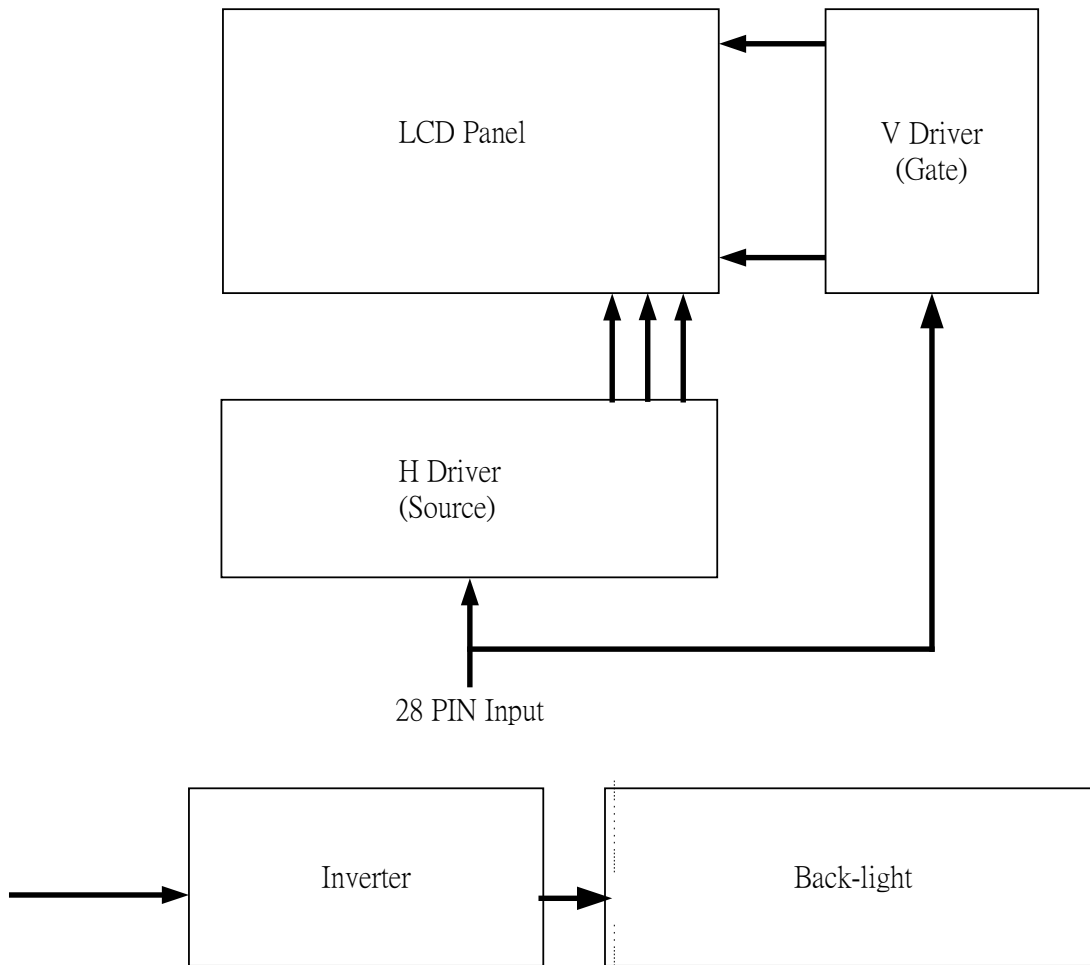 LCD Panel
V Driver
(Gate)
H Driver
(Source)
28 PIN Input
Inverter
Back-light